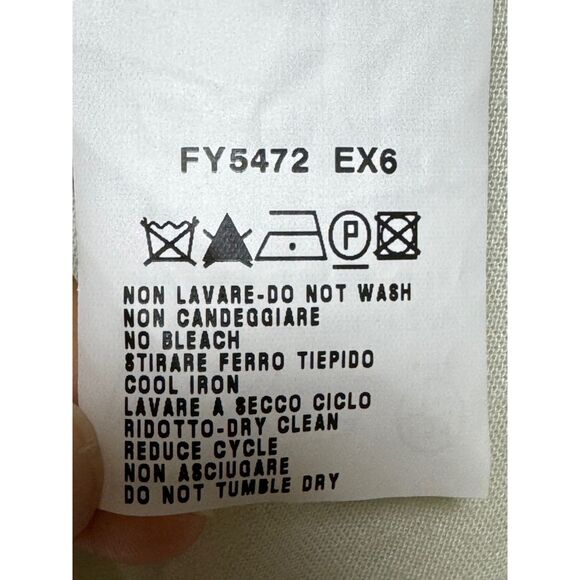 FY5472 EX6
P
NON LAVARE-DO NOT WASH
NON CANDEGGIARE
NO BLEACH
STIRARE FERRO TIEPIDO
COOL IRON
LAVARE A SECCO CICLO
RIDOTTO-DRY CLEAN
REDUCE CYCLE
NON ASCIUGARE
DO NOT TUMBLE DRY